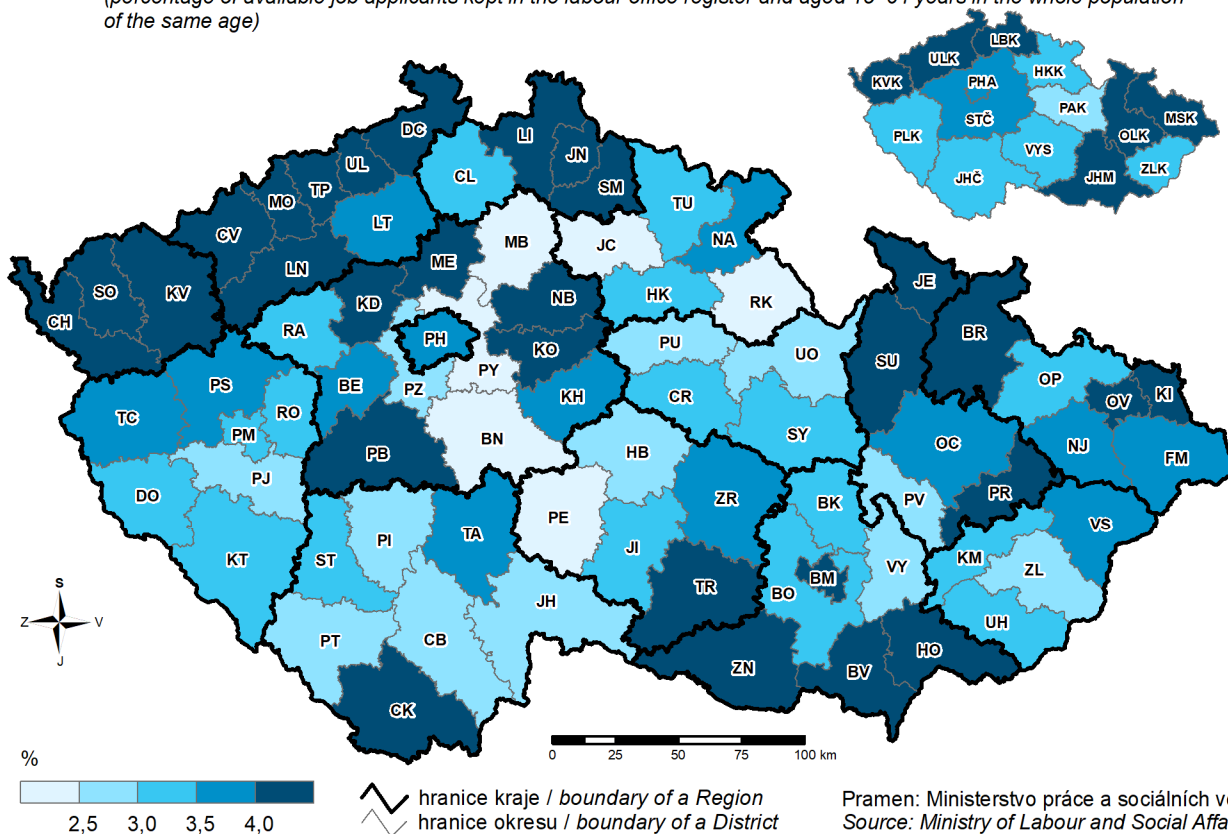 of the same age)
LBK
ULK
HKK
KVK
PHA
PAK
STČ
MSK
PLK
OLK
VYS
ZLK
JHČ
JHM
DC
LI
JN
UL
SM
CL
TP
MO
TU
LT
CV
NA
MB
JC
ME
LN
JE
SO
KV
NB
HK
RK
KD
CH
RA
BR
PH
PU
KO
UO
SU
PY
OP
PS
BE
PZ
KH
CR
KI
OV
RO
TC
PM
SY
BN
OC
NJ
PB
HB
FM
PJ
DO
ZR
PR
PV
BK
PE
VS
TA
PI
JI
KT
ST
KM
VY
ZL
BM
TR
BO
JH
UH
PT
CB
HO
ZN
BV
CK
S
Z
V
J
0 25 50 75 100 km
%
2,5 3,0 3,5 4,0
hranice kraje / boundary of a Region
hranice okresu / boundary of a District
Pramen: Ministerstvo práce a sociálních
Source: Ministry of Labour and Social